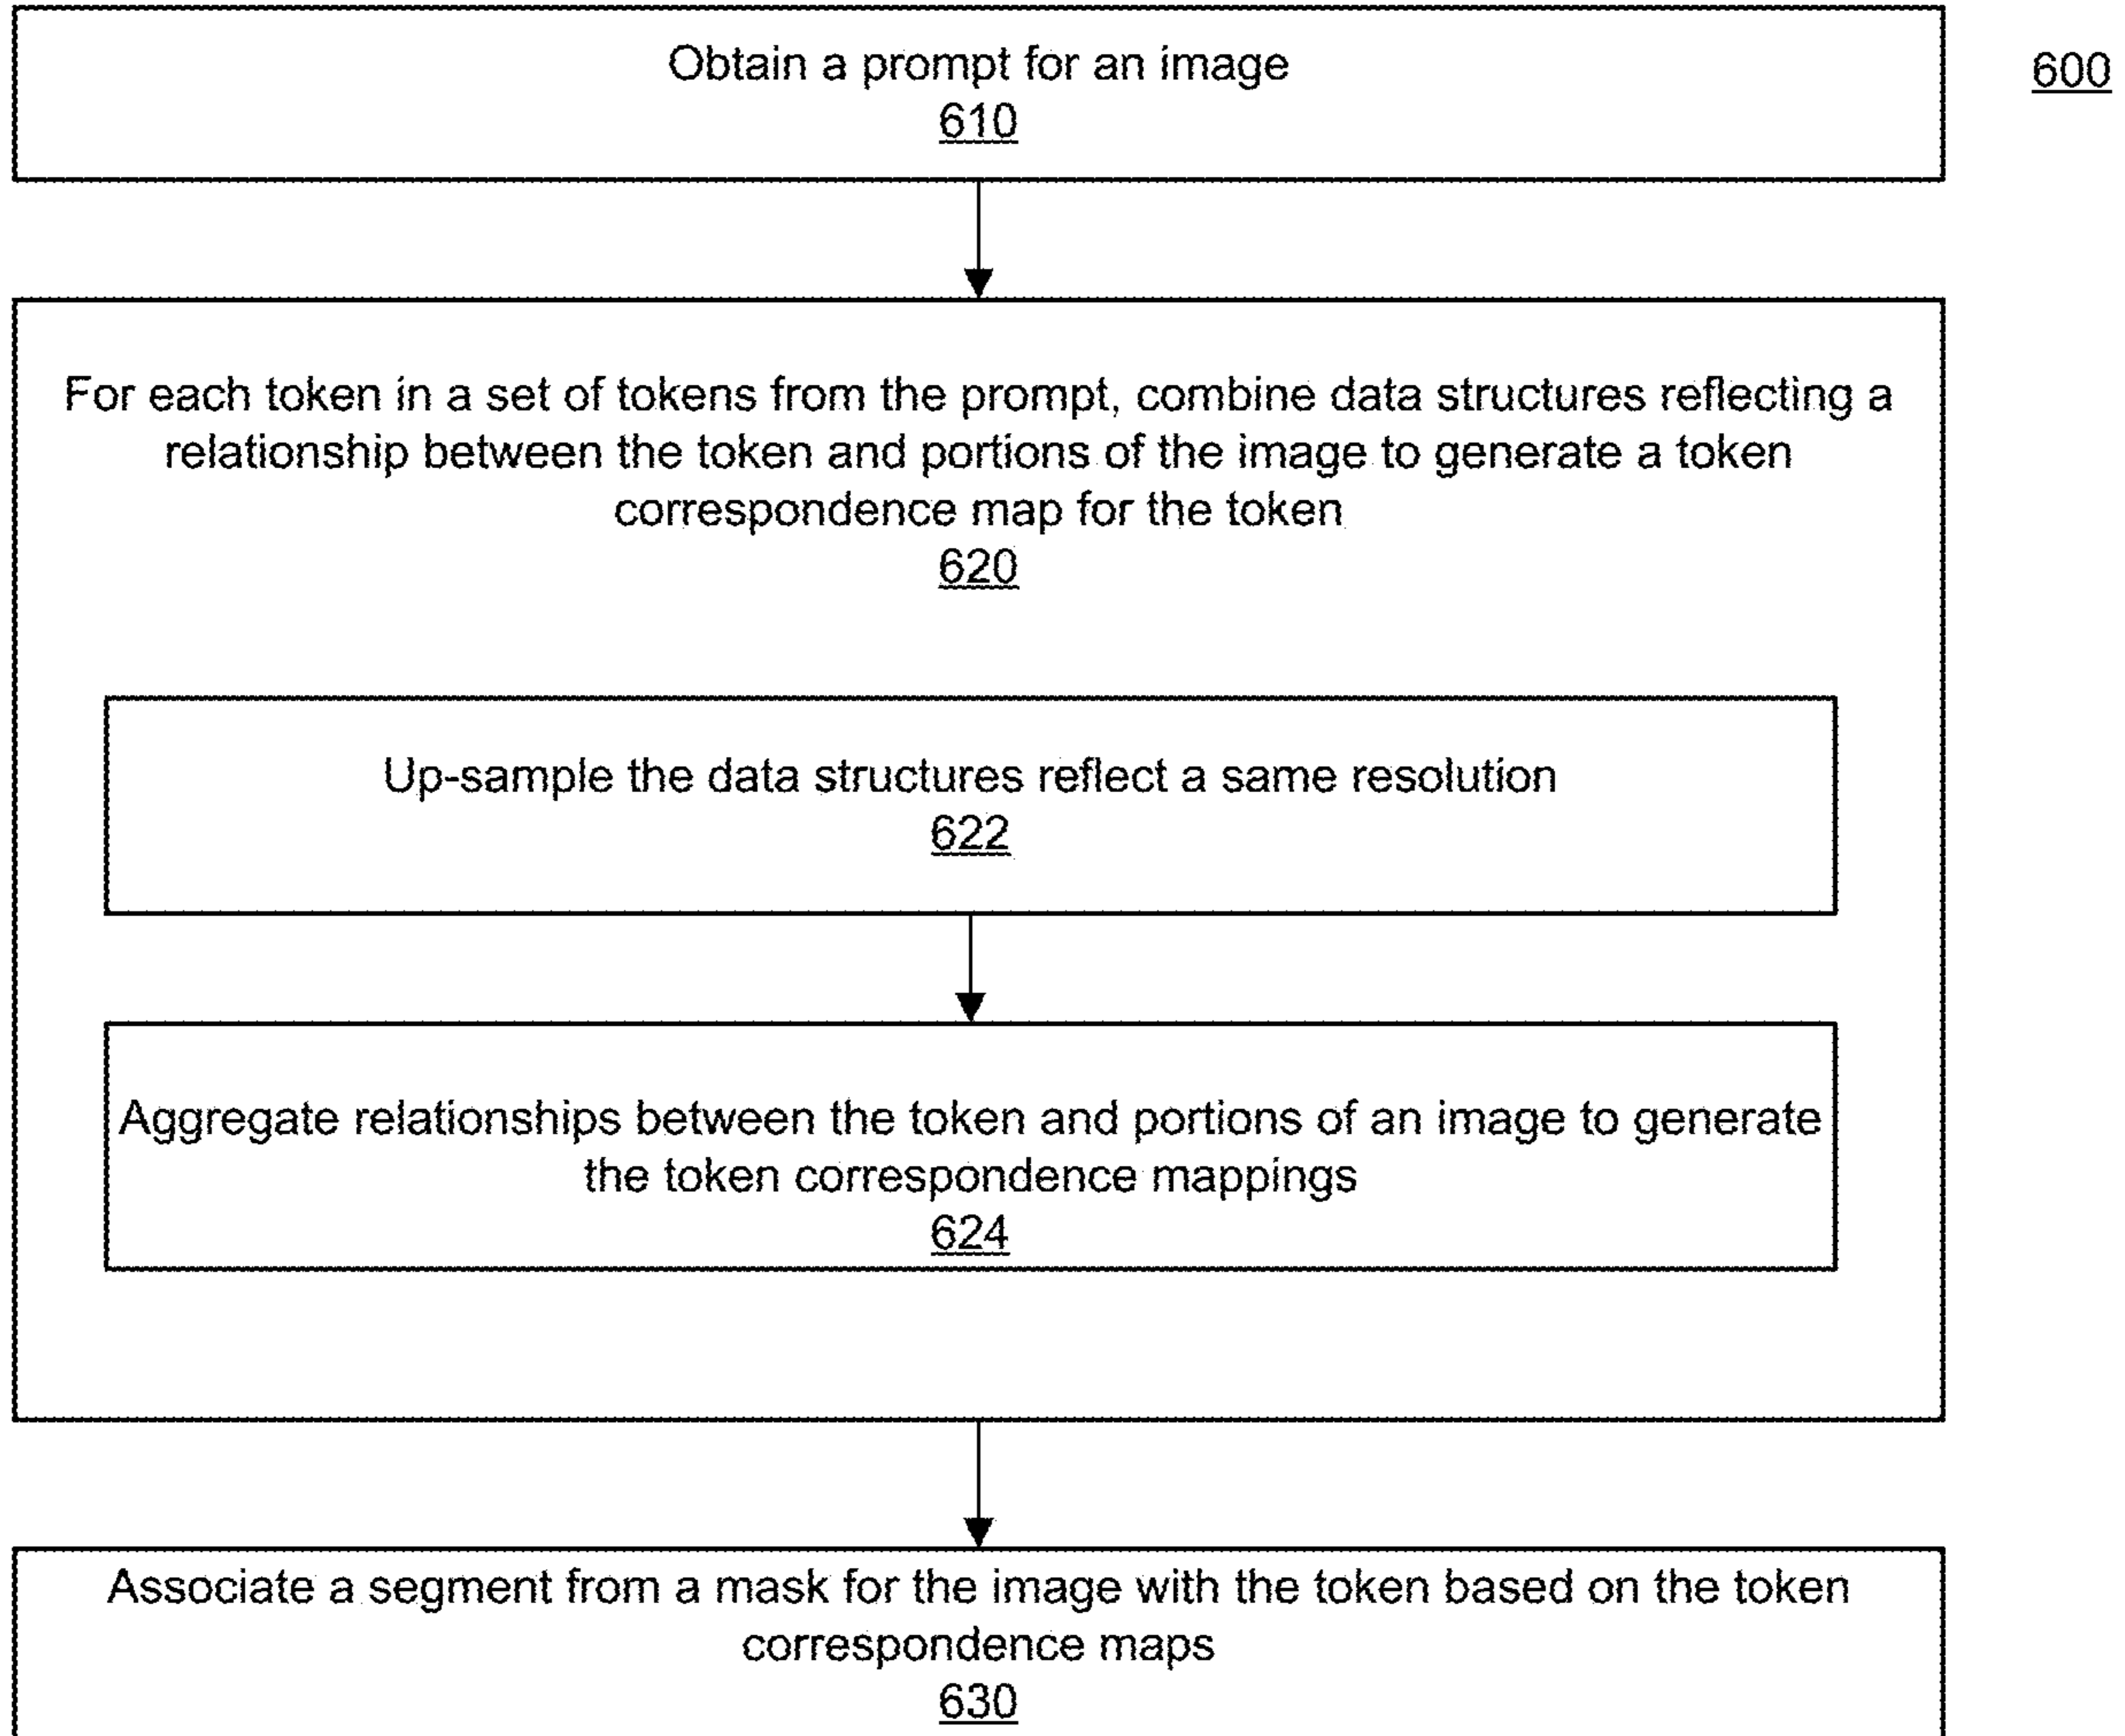 Obtain a prompt for an image
610
600
For each token in a set of tokens from the prompt, combine data structures reflecting a
relationship between the token and portions of the image to generate a token
correspondence map for the token
620
Up-sample the data structures reflect a same resolution
622
Aggregate relationships between the token and portions of an image to generate
the token correspondence mappings
624
Associate a segment from a mask for the image with the token based on the token
correspondence maps
630